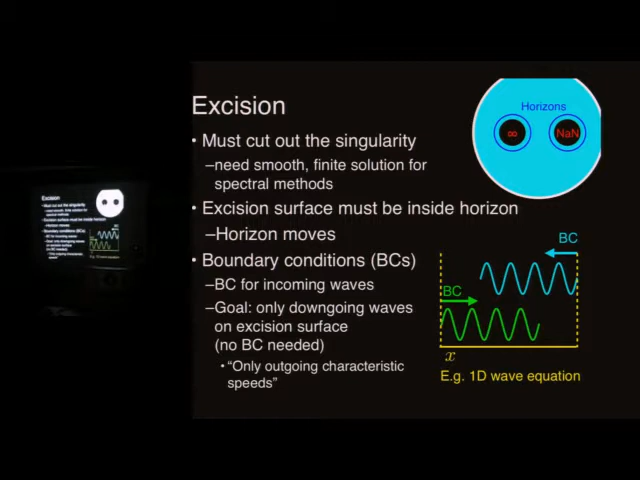 Excision
• Must cut out the singularity
–need smooth, finite solution for
spectral methods
• Excision surface must be inside horizon
–Horizon moves
• Boundary conditions (BCs)
–BC for incoming waves
–Goal: only downgoing waves
on excision surface
(no BC needed)
• “Only outgoing characteristic
speeds”
Horizons
∞ NaN
BC
BC
x
E.g. 1D wave equation
Excision